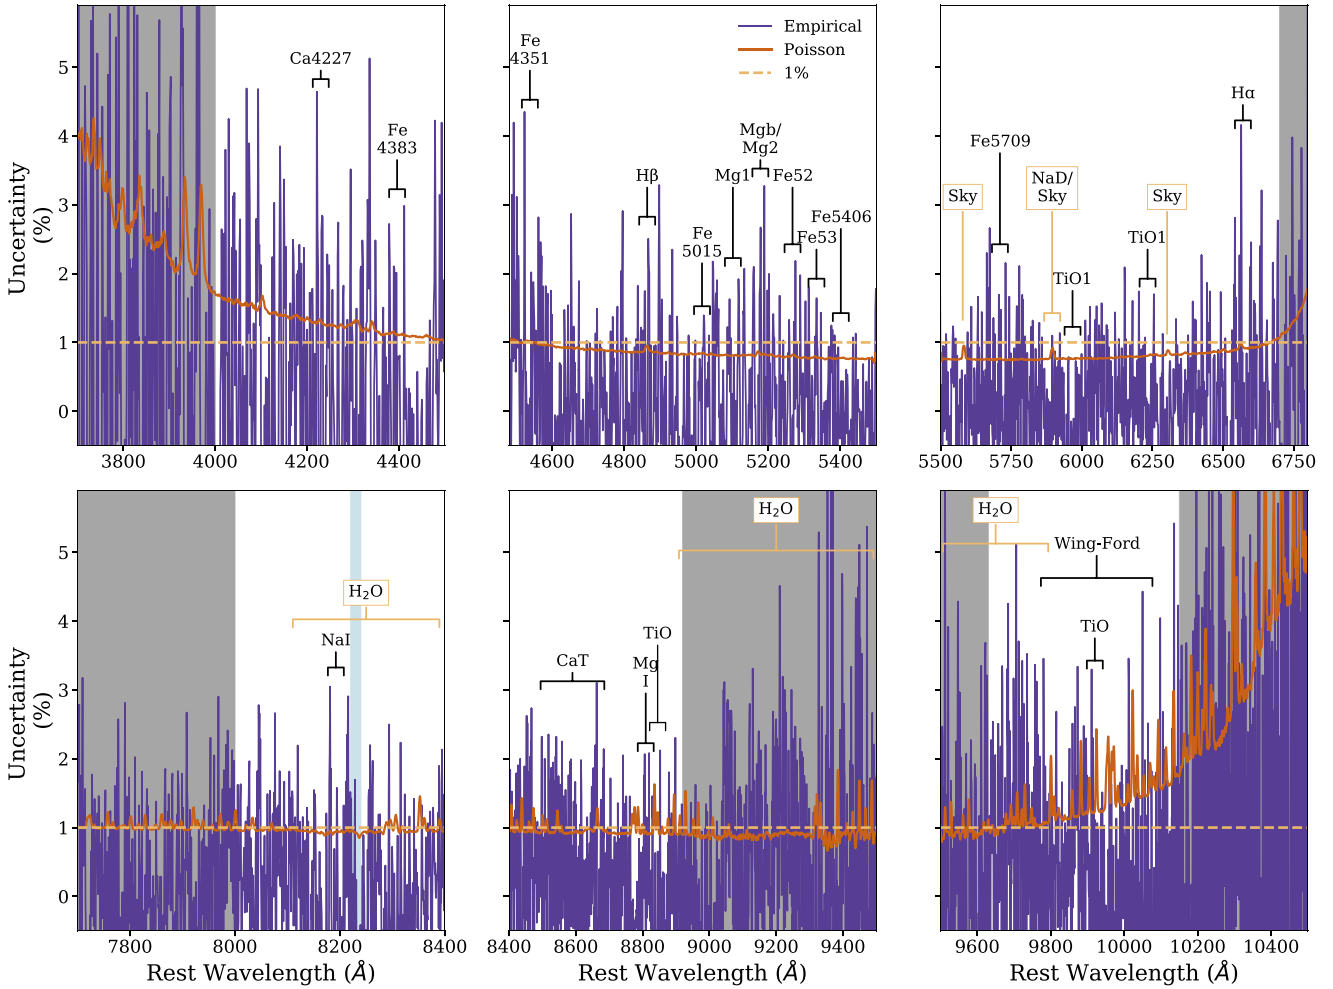 Uncertainty
(%)
5
4
3
2
1
0
Ca4227
Fe
4383
3800
4000
4200
4400
Fe
4351
Empirical
Poisson
1%
Hβ
Fe
5015
Mg1
Mgb/
Mg2
Fe52
Fe53
Fe5406
4600
4800
5000
5200
5400
Sky
Fe5709
NaD/
Sky
TiO1
TiO1
Sky
Hα
5500
5750
6000
6250
6500
6750
Uncertainty
(%)
5
4
3
2
1
0
H₂O
NaI
7800
8000
8200
8400
Rest Wavelength (Å)
H₂O
CaT
Mg
I
TiO
8400
8600
8800
9000
9200
9400
Rest Wavelength (Å)
H₂O
Wing-Ford
TiO
9600
9800
10000
10200
10400
Rest Wavelength (Å)